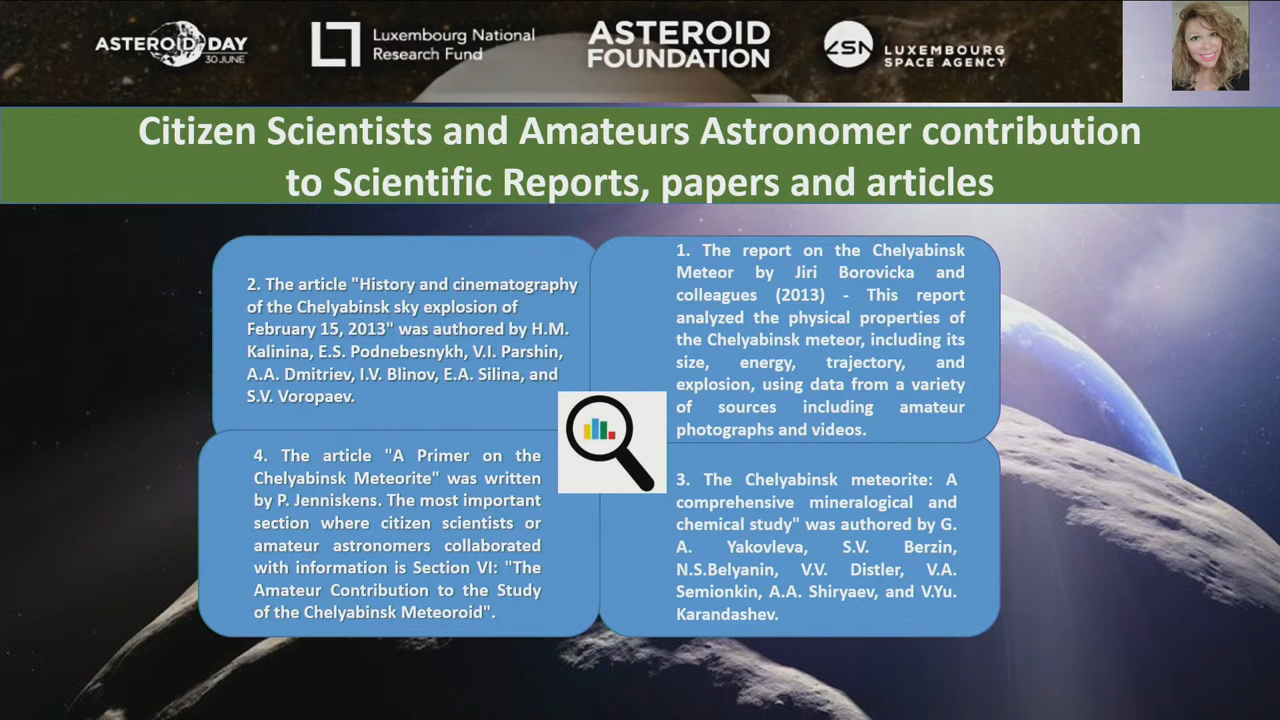 ASTEROID DAY
30 JUNE
Luxembourg National
Research Fund
ASTEROID
FOUNDATION
LSA
LUXEMBOURG
SPACE AGENCY
Citizen Scientists and Amateurs Astronomer contribution
to Scientific Reports, papers and articles
2. The article "History and cinematography
of the Chelyabinsk sky explosion of
February 15, 2013" was authored by H.M.
Kalinina, E.S. Podnebesnykh, V.I. Parshin,
A.A. Dmitriev, I.V. Blinov, E.A. Silina, and
S.V. Voropaev.
1. The report on the Chelyabinsk
Meteor by Jiri Borovicka and
colleagues (2013) - This report
analyzed the physical properties of
the Chelyabinsk meteor, including its
size, energy, trajectory, and
explosion, using data from a variety
of sources including amateur
photographs and videos.
4. The article "A Primer on the
Chelyabinsk Meteorite" was written
by P. Jenniskens. The most important
section where citizen scientists or
amateur astronomers collaborated
with information is Section VI: "The
Amateur Contribution to the Study
of the Chelyabinsk Meteoroid".
3. The Chelyabinsk meteorite: A
comprehensive mineralogical and
chemical study" was authored by G.
A. Yakovleva, S.V. Berzin,
N.S.Belyanin, V.V. Distler, V.A.
Semionkin, A.A. Shiryaev, and V.Yu.
Karandashev.